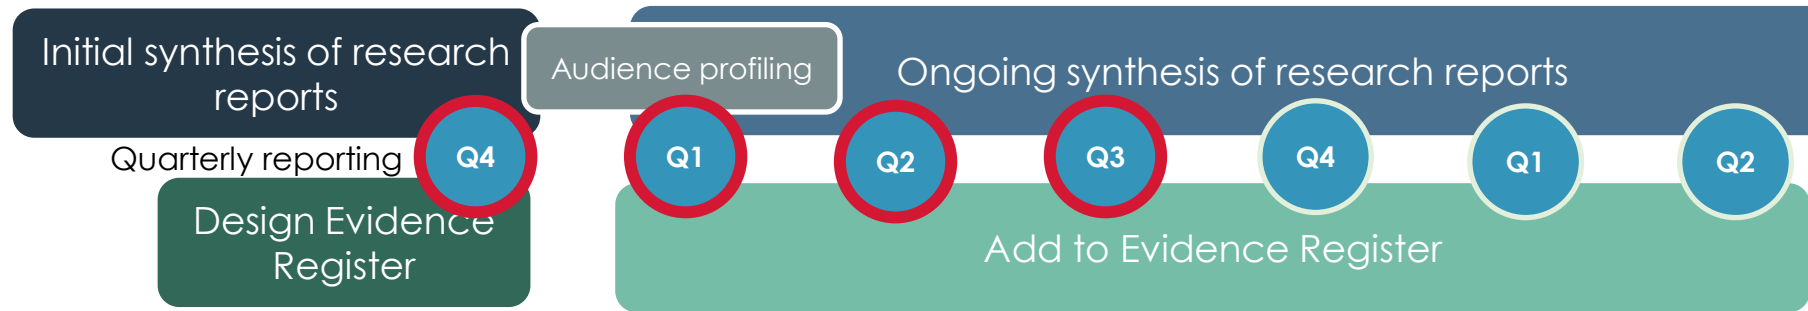 Initial synthesis of research
reports
Audience profiling
Ongoing synthesis of research reports
Quarterly reporting
Q4
Q1
Q2
Q3
Q4
Q1
Q2
Design Evidence
Register
Add to Evidence Register